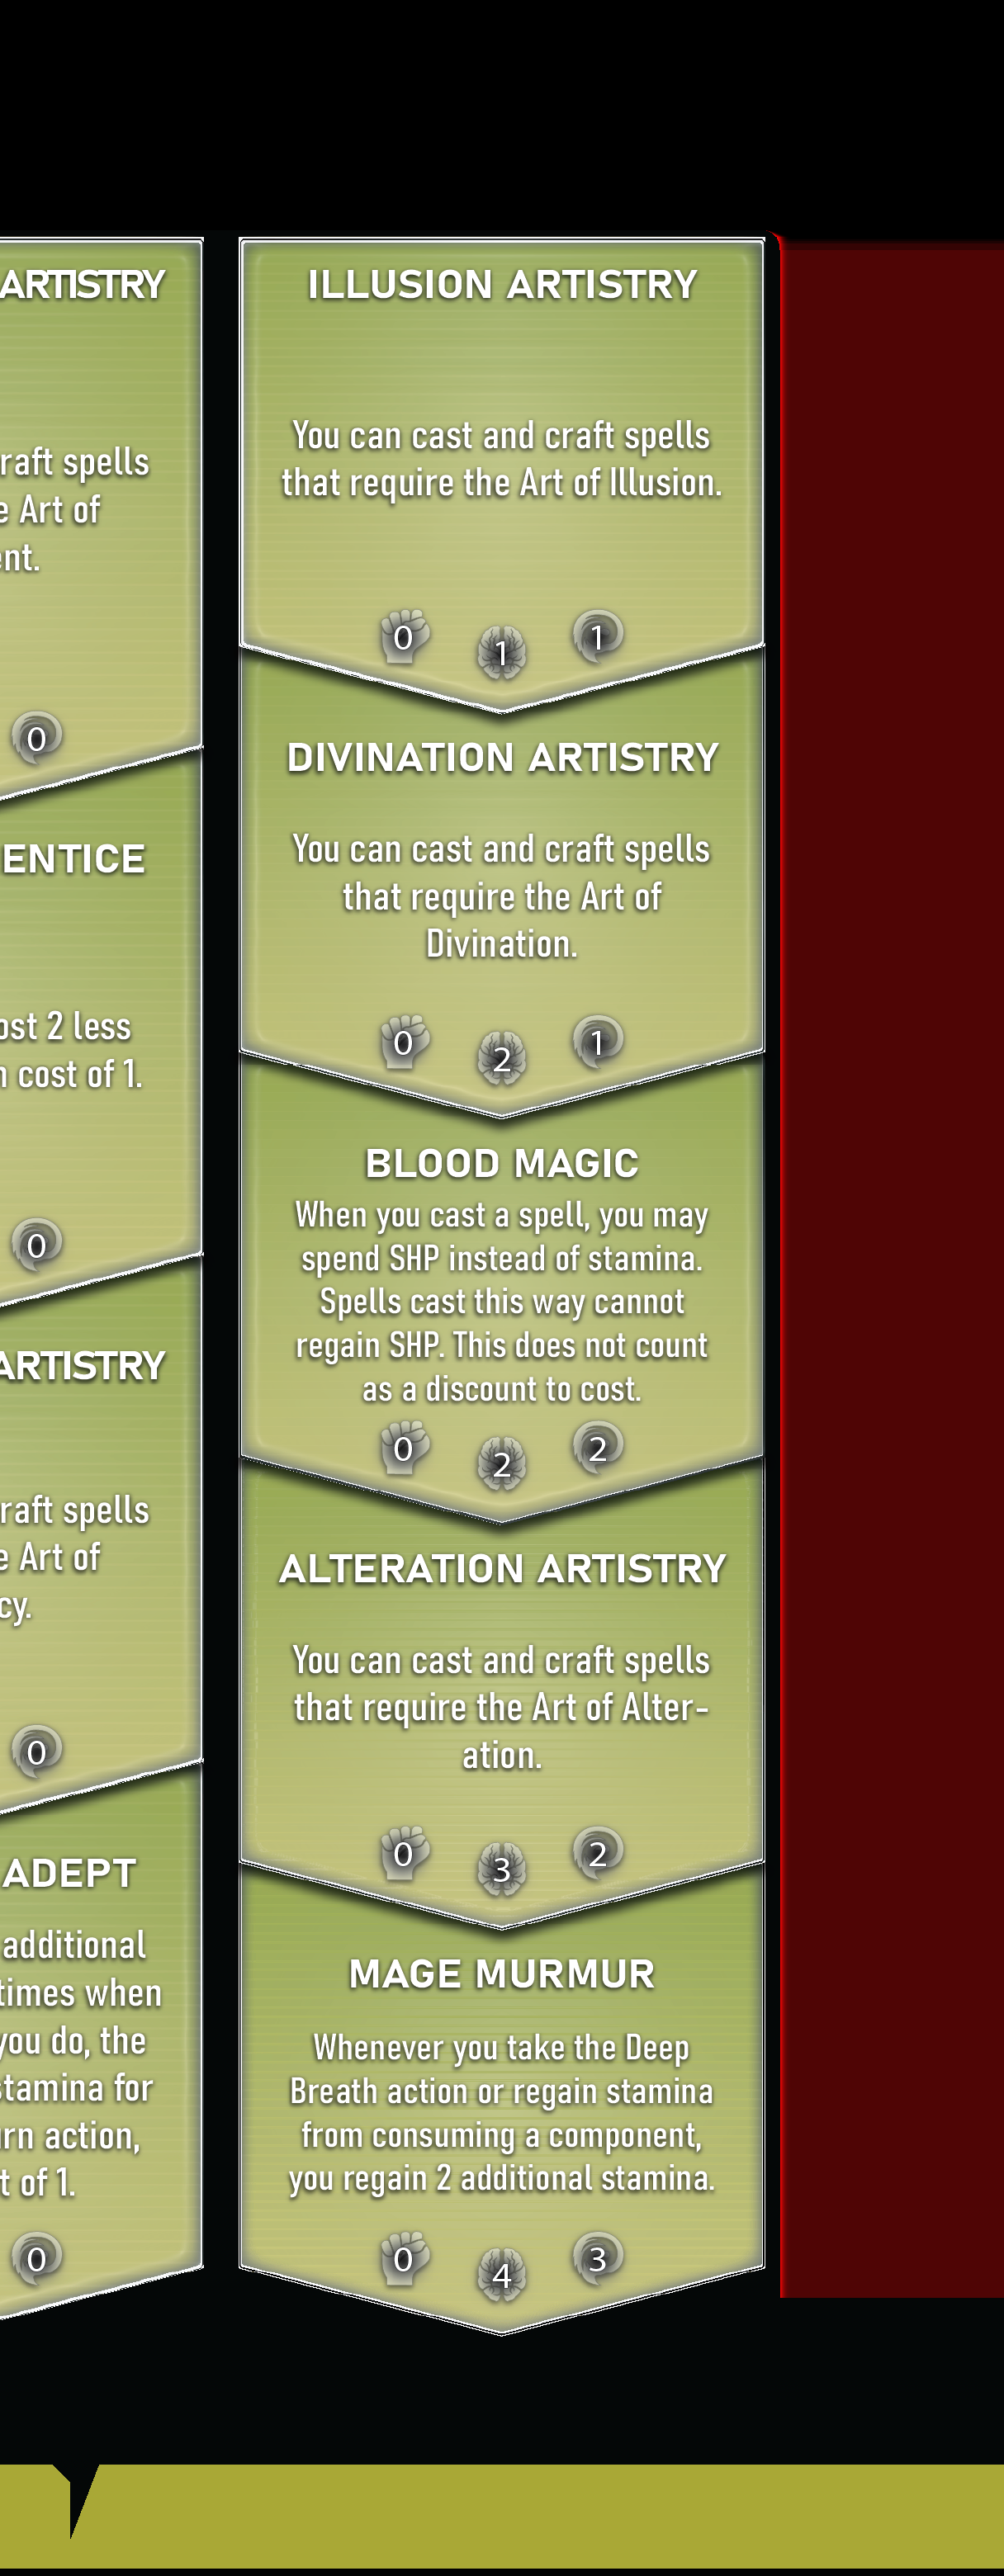 ARTISTRY
raft spells
e Art of
ent.
0
ENTICE
ost 2 less
n cost of 1.
0
ARTISTRY
raft spells
e Art of
cy.
0
ADEPT
additional
times when
you do, the
stamina for
urn action,
t of 1.
0
ILLUSION ARTISTRY
You can cast and craft spells
that require the Art of Illusion.
0 1 1
DIVINATION ARTISTRY
You can cast and craft spells
that require the Art of
Divination.
0 2 1
BLOOD MAGIC
When you cast a spell, you may
spend SHP instead of stamina.
Spells cast this way cannot
regain SHP. This does not count
as a discount to cost.
0 2 2
ALTERATION ARTISTRY
You can cast and craft spells
that require the Art of Alter-
ation.
0 3 2
MAGE MURMUR
Whenever you take the Deep
Breath action or regain stamina
from consuming a component,
you regain 2 additional stamina.
0 4 3